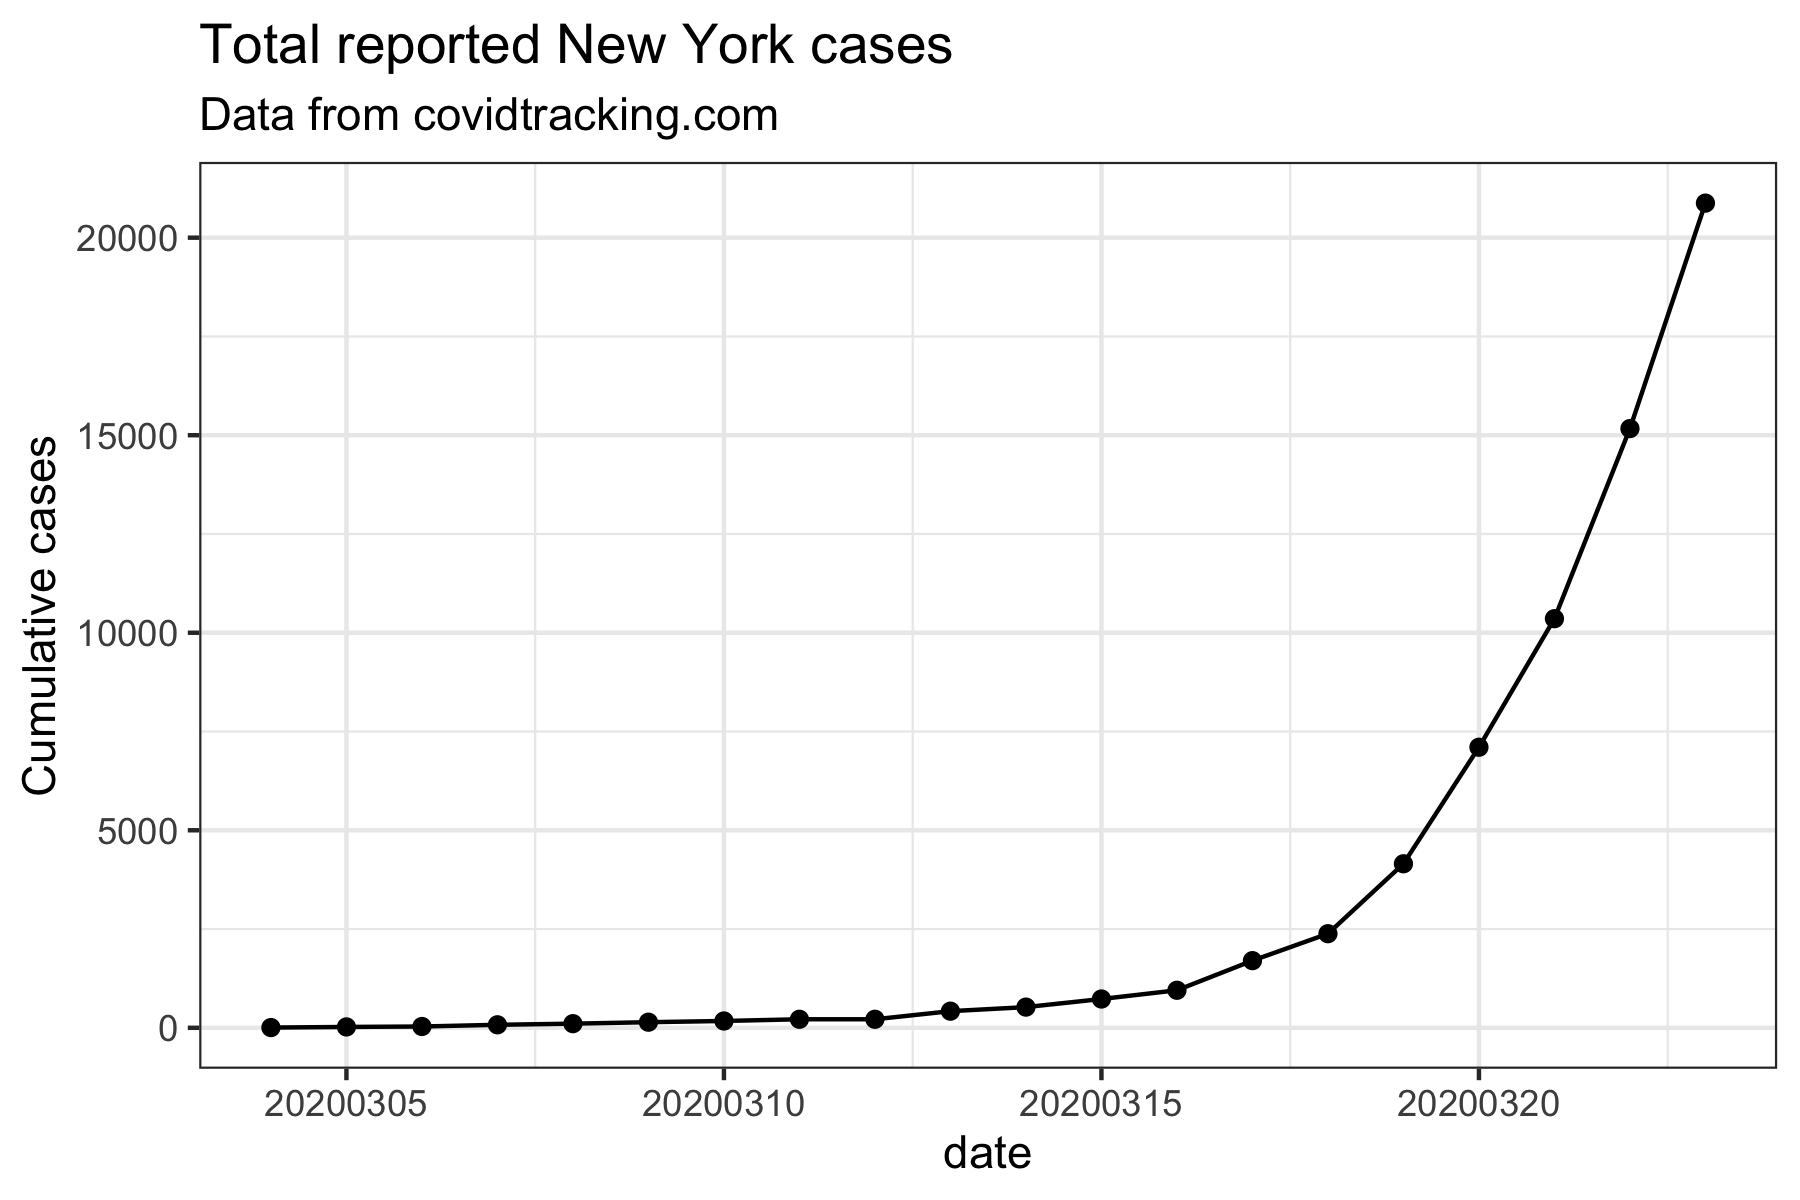 Total reported New York cases
Data from covidtracking.com
20000
15000
10000
5000
0
Cumulative cases
20200305
20200310
20200315
20200320
date